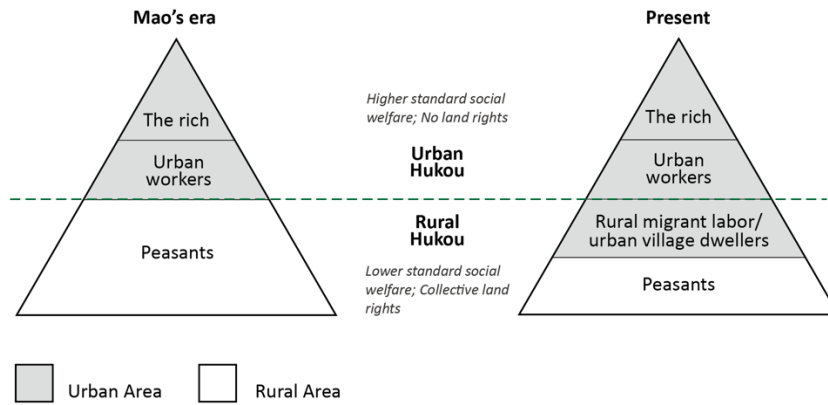 Mao's era
Present
The rich
Urban
workers
Peasants
Higher standard social
welfare; No land rights
Urban
Hukou
Rural
Hukou
Lower standard social
welfare; Collective land
rights
The rich
Urban
workers
Rural migrant labor/
urban village dwellers
Peasants
Urban Area
Rural Area